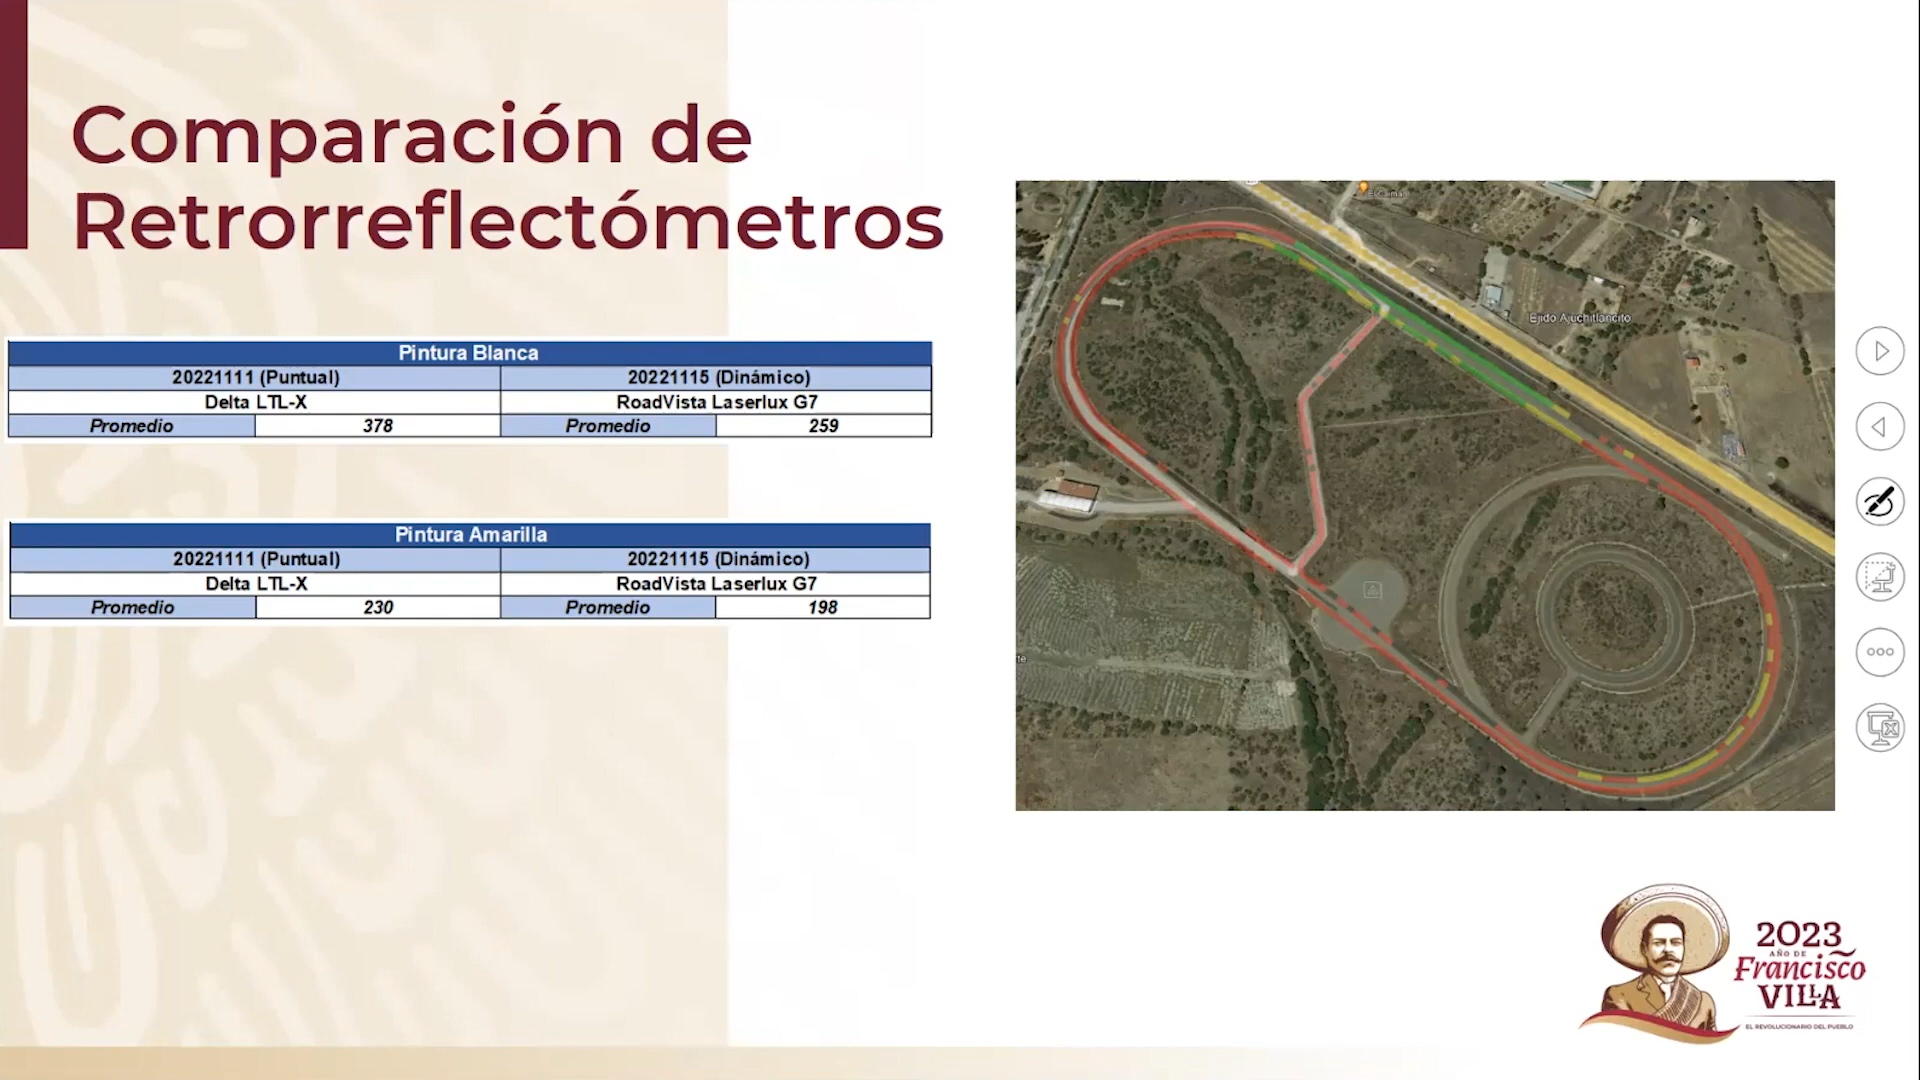 Comparación de
Retrorreflectómetros
Pintura Blanca
20221111 (Puntual) 20221115 (Dinámico)
Delta LTL-X RoadVista Laserlux G7
Promedio 378 Promedio 259
Pintura Amarilla
20221111 (Puntual) 20221115 (Dinámico)
Delta LTL-X RoadVista Laserlux G7
Promedio 230 Promedio 198
Ejido Ajuchitlancito
te
2023
AÑO DE
Francisco
VILLA
EL REVOLUCIONARIO DEL PUEBLO